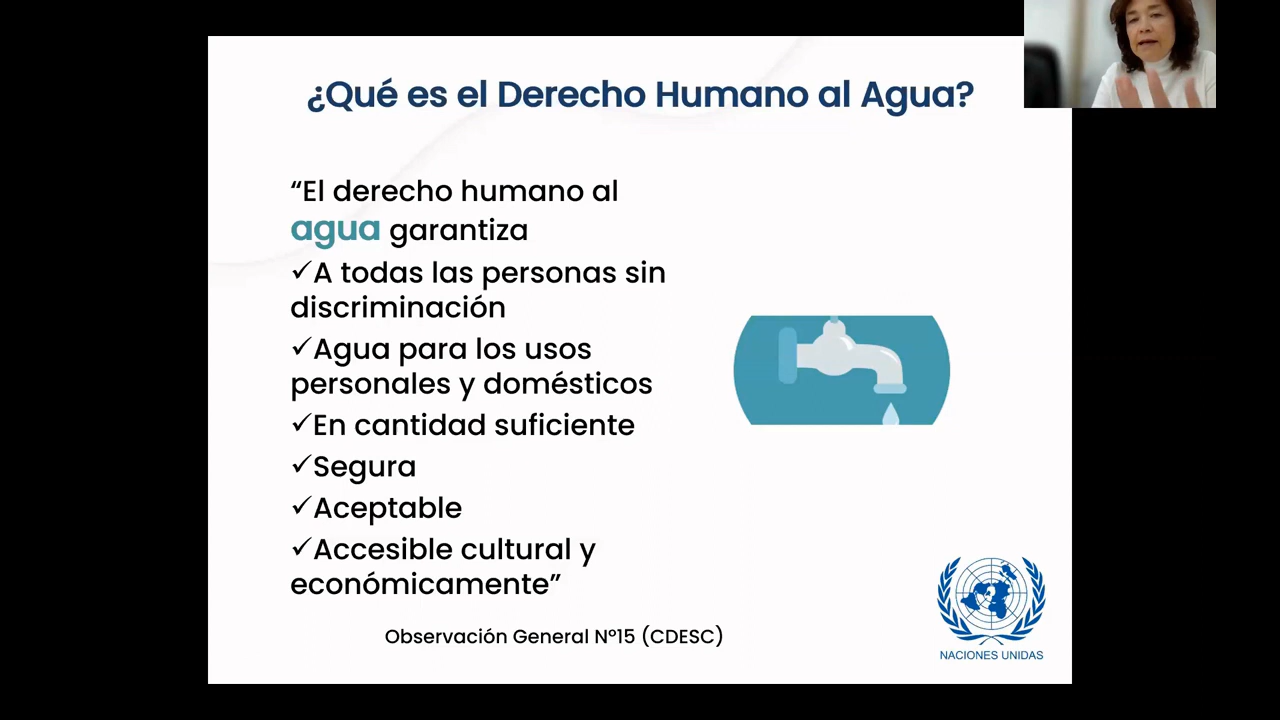 ¿Qué es el Derecho Humano al Agua?
“El derecho humano al
agua garantiza
✓A todas las personas sin
discriminación
✓Agua para los usos
personales y domésticos
✓En cantidad suficiente
✓Segura
✓Aceptable
✓Accesible cultural y
económicamente”
Observación General Nº15 (CDESC)
NACIONES UNIDAS